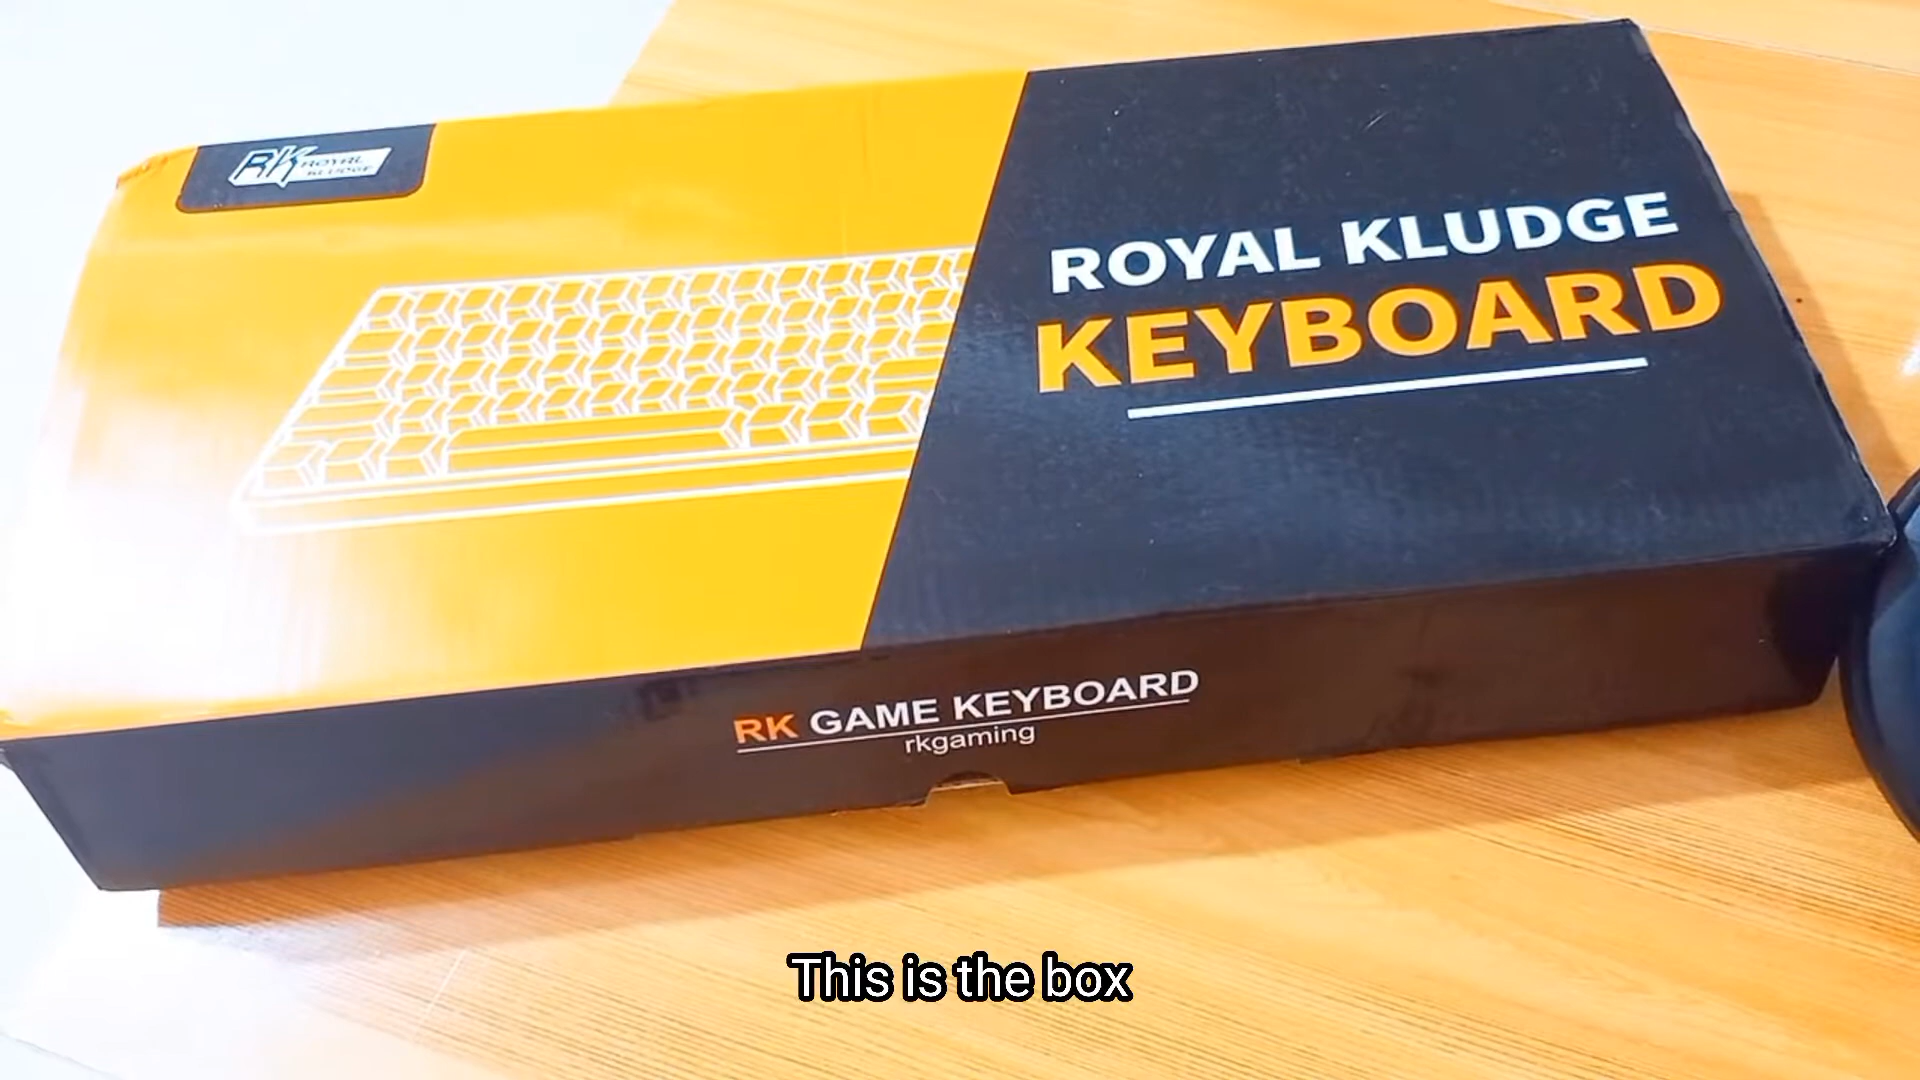 RK ROYAL
KLUDGE
ROYAL KLUDGE
KEYBOARD
RK GAME KEYBOARD
rkgaming
This is the box